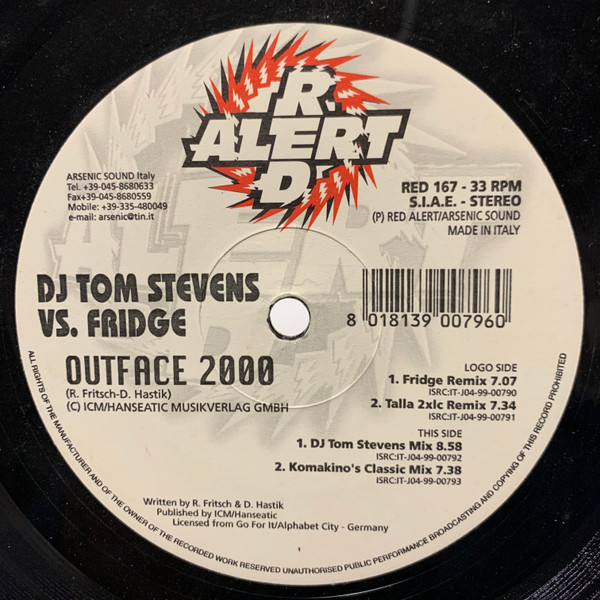 RED
ALERT
ARSENIC SOUND Italy
Tel. +39-045-8680633
Fax+39-045-8680559
Mobile: +39-335-480049
e-mail: arsenic@tin.it
RED 167 - 33 RPM
S.I.A.E. - STEREO
(P) RED ALERT/ARSENIC SOUND
MADE IN ITALY
DJ TOM STEVENS
VS. FRIDGE
8 018139 007960
OUTFACE 2000
(R. Fritsch-D. Hastik)
(C) ICM/HANSEATIC MUSIKVERLAG GMBH
LOGO SIDE
1. Fridge Remix 7.07
ISRC:IT-J04-99-00790
2. Talla 2xlc Remix 7.34
ISRC:IT-J04-99-00791
THIS SIDE
1. DJ Tom Stevens Mix 8.58
ISRC:IT-J04-99-00792
2. Komakino's Classic Mix 7.38
ISRC:IT-J04-99-00793
Written by R. Fritsch & D. Hastik
Published by ICM/Hanseatic
Licensed from Go For It/Alphabet City - Germany
ALL RIGHTS OF THE MANUFACTURER AND OF THE OWNER OF THE RECORDED WORK RESERVED UNAUTHORISED PUBLIC PERFORMANCE BROADCASTING AND COPYING OF THIS RECORD PROHIBITED